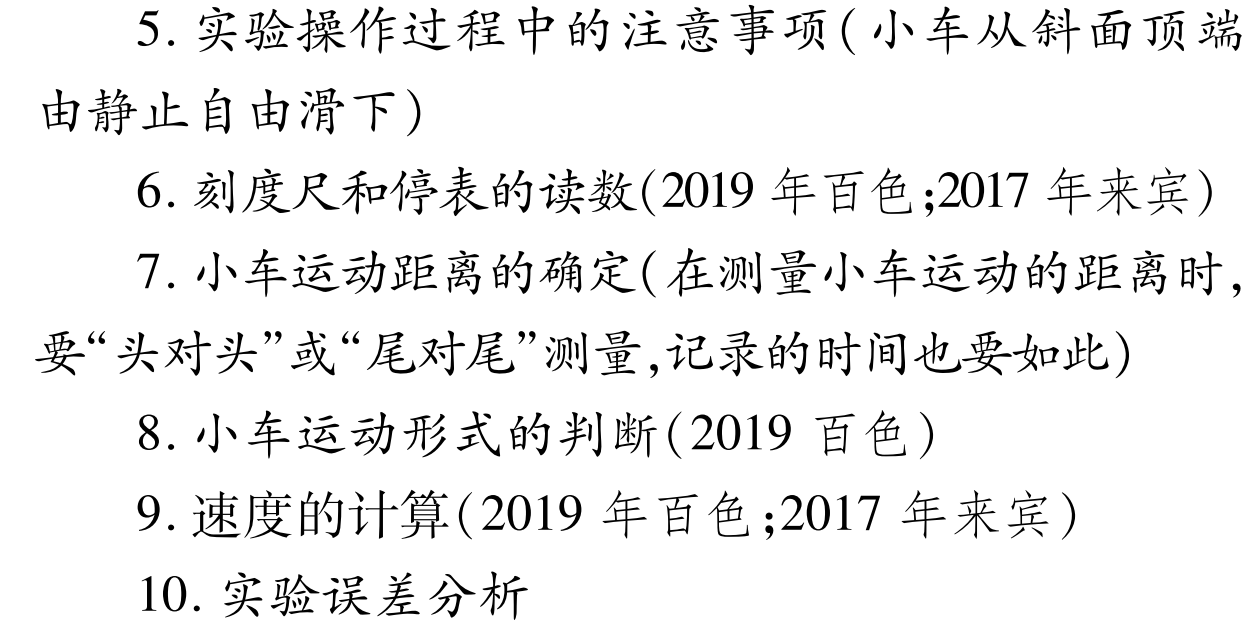 5. 实验操作过程中的注意事项(小车从斜面顶端
由静止自由滑下)
6. 刻度尺和停表的读数(2019 年百色;2017 年来宾)
7. 小车运动距离的确定(在测量小车运动的距离时,
要“头对头”或“尾对尾”测量,记录的时间也要如此)
8. 小车运动形式的判断(2019 百色)
9. 速度的计算(2019 年百色;2017 年来宾)
10. 实验误差分析